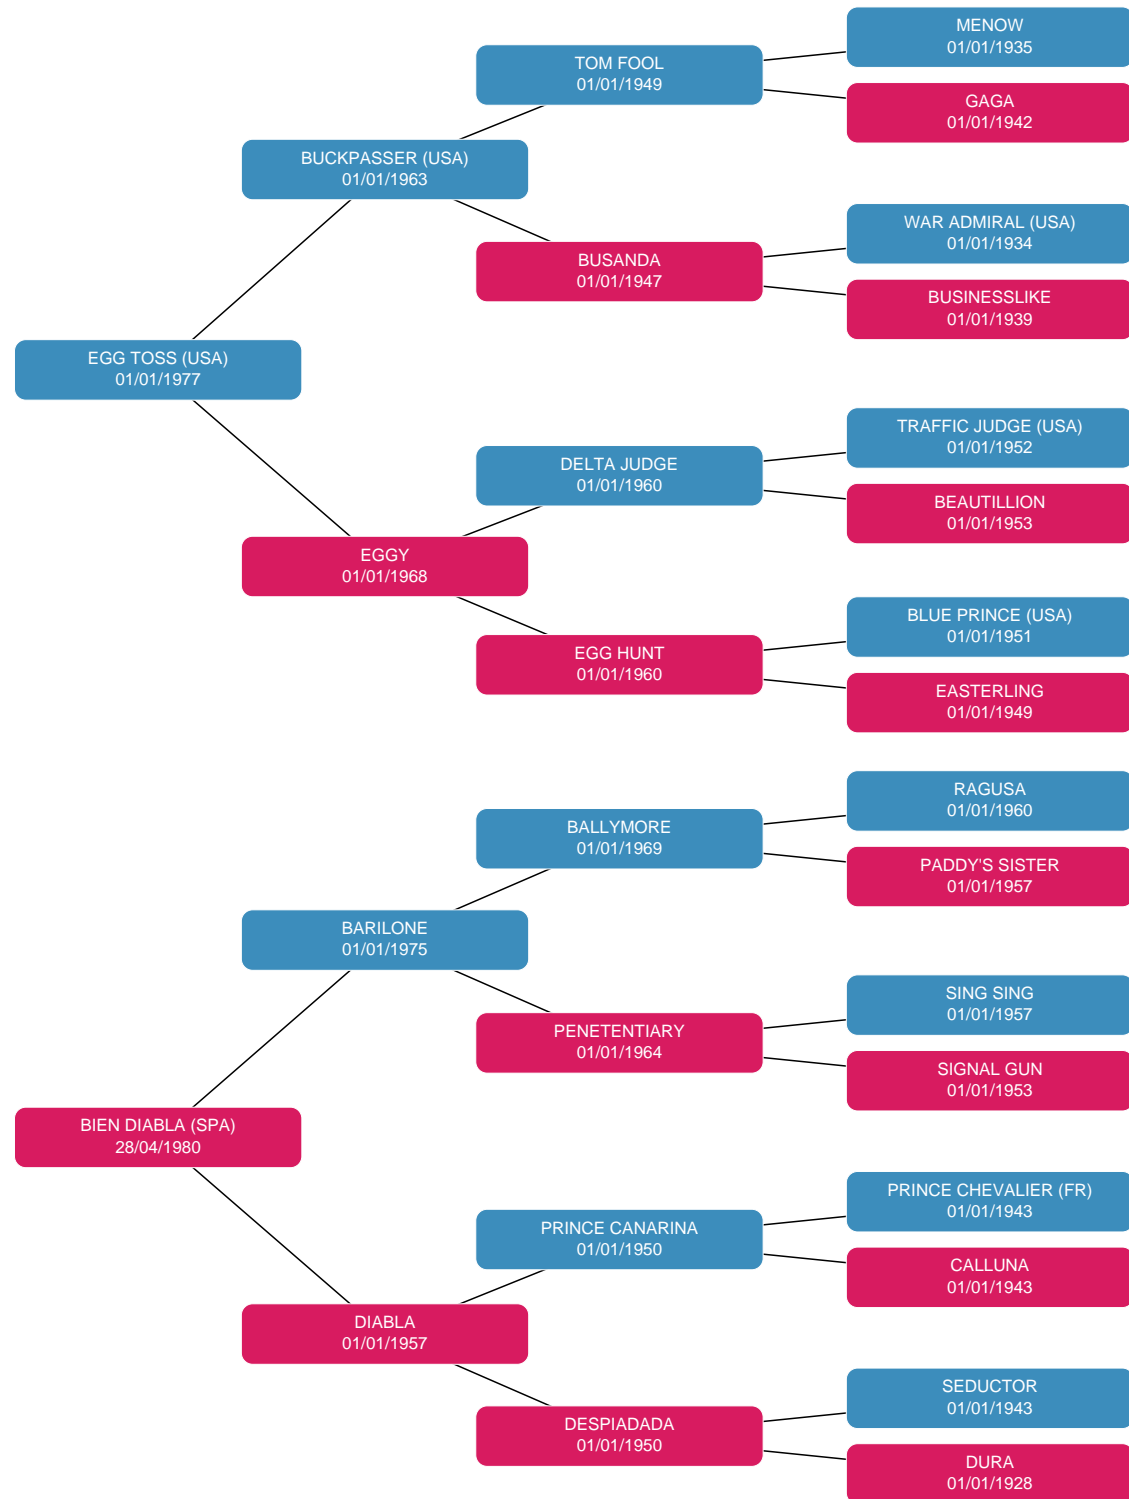 MENOW
01/01/1935
TOM FOOL
01/01/1949
GAGA
01/01/1942
BUCKPASSER (USA)
01/01/1963
WAR ADMIRAL (USA)
01/01/1934
BUSANDA
01/01/1947
BUSINESSLIKE
01/01/1939
EGG TOSS (USA)
01/01/1977
TRAFFIC JUDGE (USA)
01/01/1952
DELTA JUDGE
01/01/1960
BEAUTILLION
01/01/1953
EGGY
01/01/1968
BLUE PRINCE (USA)
01/01/1951
EGG HUNT
01/01/1960
EASTERLING
01/01/1949
RAGUSA
01/01/1960
BALLYMORE
01/01/1969
PADDY'S SISTER
01/01/1957
BARILONE
01/01/1975
SING SING
01/01/1957
PENETENTIARY
01/01/1964
SIGNAL GUN
01/01/1953
BIEN DIABLA (SPA)
28/04/1980
PRINCE CHEVALIER (FR)
01/01/1943
PRINCE CANARINA
01/01/1950
CALLUNA
01/01/1943
DIABLA
01/01/1957
SEDUCTOR
01/01/1943
DESPIADADA
01/01/1950
DURA
01/01/1928